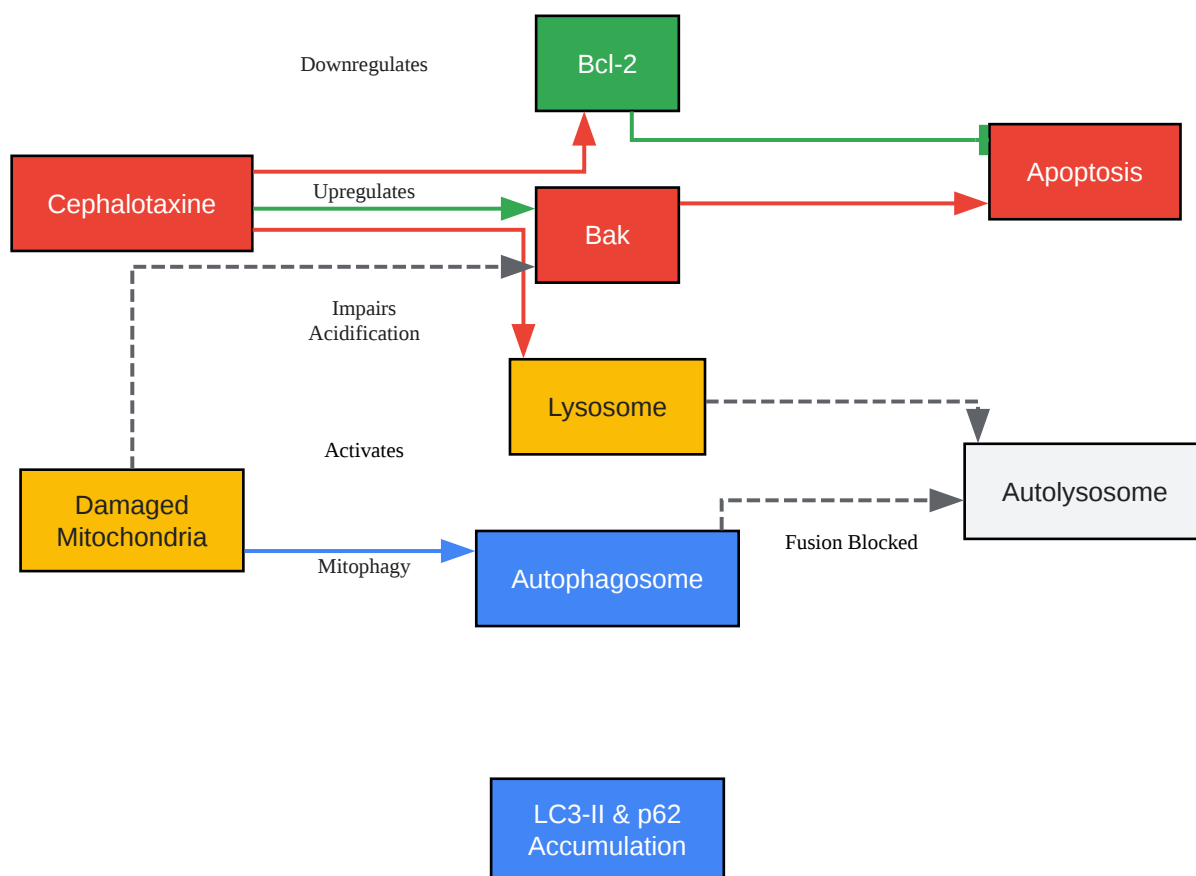 Bcl-2
Downregulates
Apoptosis
Cephalotaxine
Upregulates
Bak
Impairs
Acidification
Lysosome
Activates
Autolysosome
Damaged
Mitochondria
Fusion Blocked
Mitophagy
Autophagosome
LC3-II & p62
Accumulation